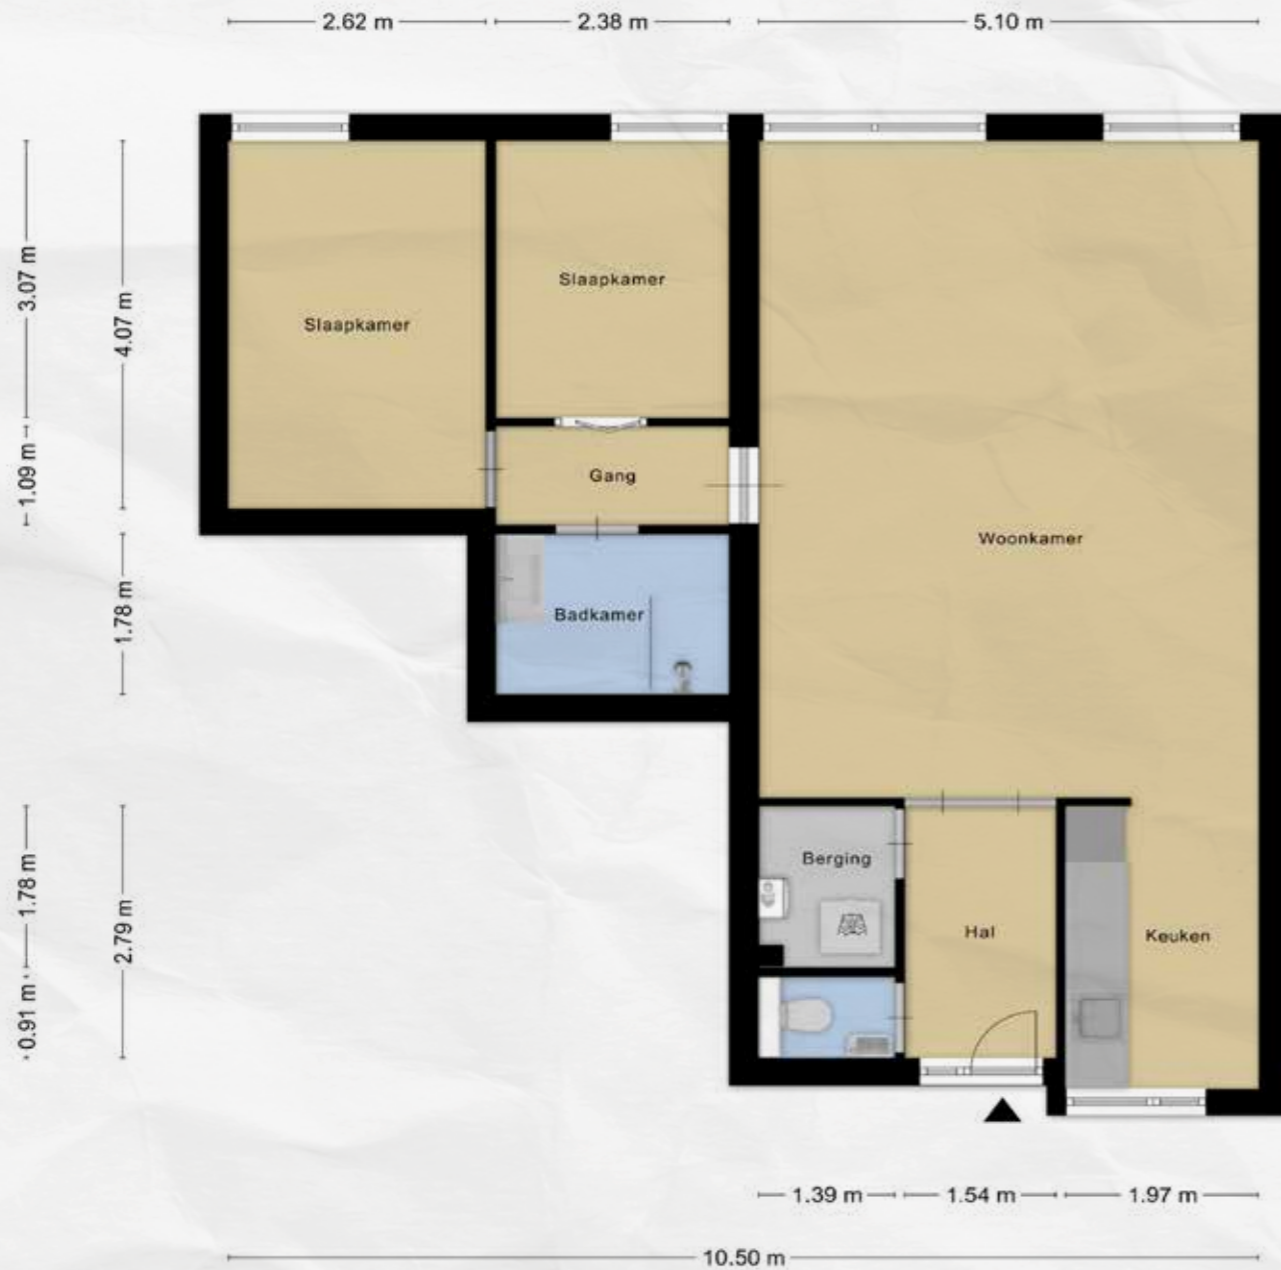 2.62 m
2.38 m
5.10 m
3.07 m
4.07 m
1.09 m
1.78 m
1.78 m
2.79 m
0.91 m
Slaapkamer
Slaapkamer
Gang
Badkamer
Woonkamer
Berging
Hal
Keuken
1.39 m
1.54 m
1.97 m
10.50 m